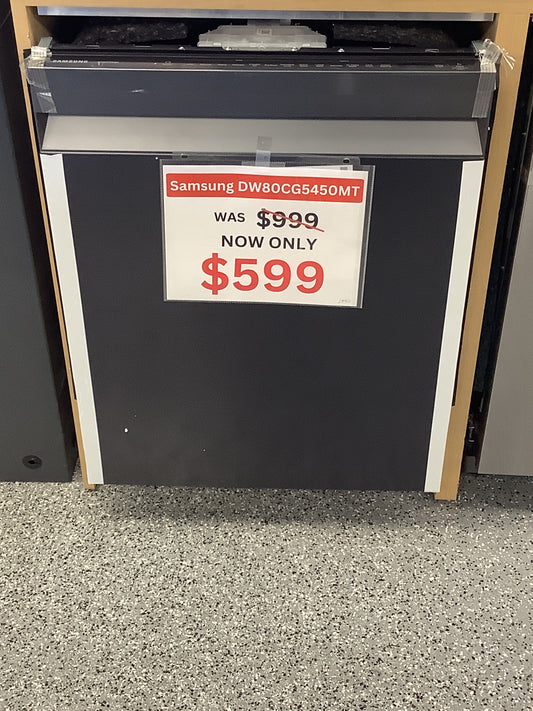 SAMSUNG
Samsung DW80CG5450MT
WAS $999
NOW ONLY
$599